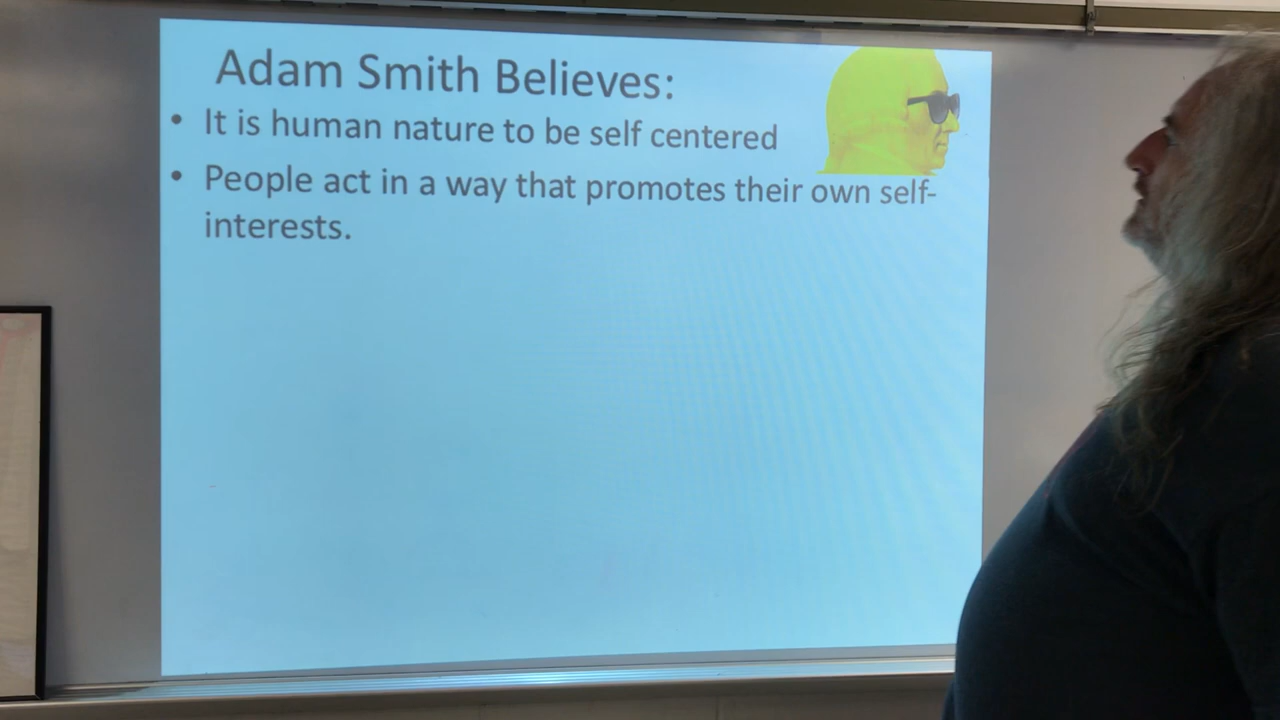 Adam Smith Believes:
• It is human nature to be self centered
• People act in a way that promotes their own self-
interests.